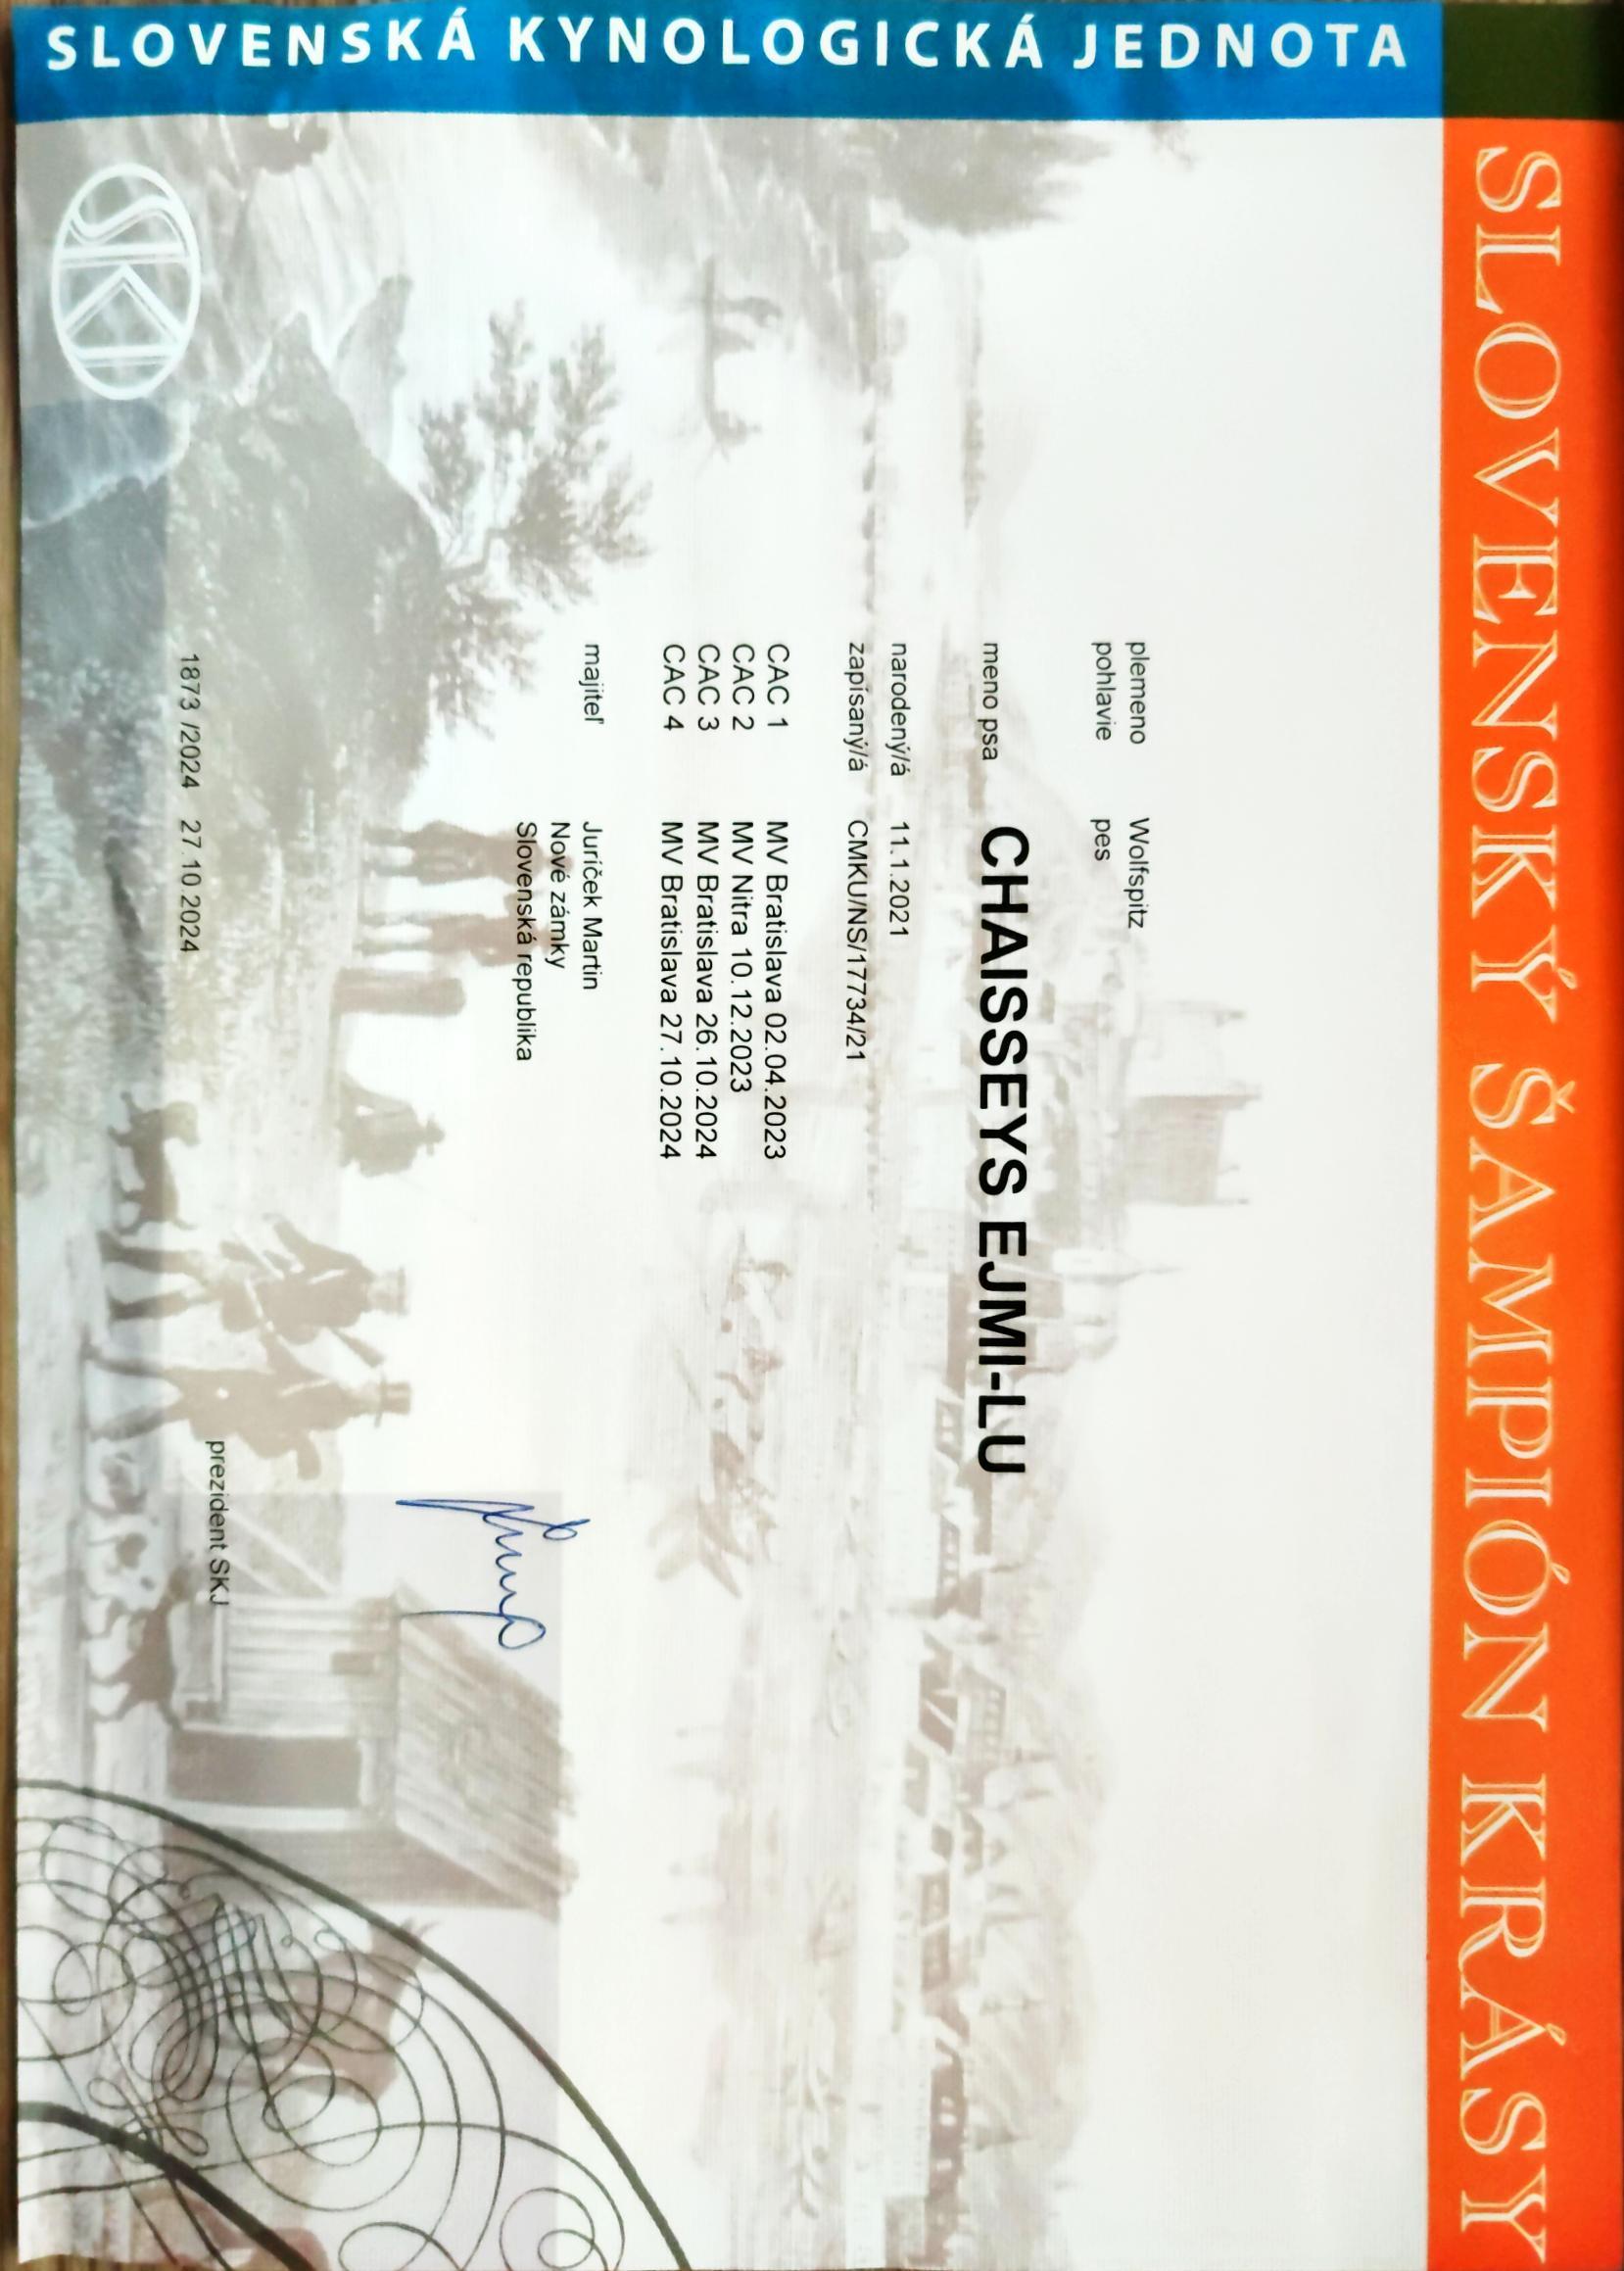 SLOVENSKÁ KYNOLOGICKÁ JEDNOTA
SLOVENSKÝ ŠAMPIÓN KRÁSY
plemeno Wolfspitz
pohlavie pes
meno psa CHAISSEYS EJMI-LU
narodený/á 11.1.2021
zapísaný/á CMKU/NS/17734/21
CAC 1 MV Bratislava 02.04.2023
CAC 2 MV Nitra 10.12.2023
CAC 3 MV Bratislava 26.10.2024
CAC 4 MV Bratislava 27.10.2024
majiteľ Juríček Martin
Nové zámky
Slovenská republika
1873 /2024 27.10.2024
prezident SKJ
SKJ